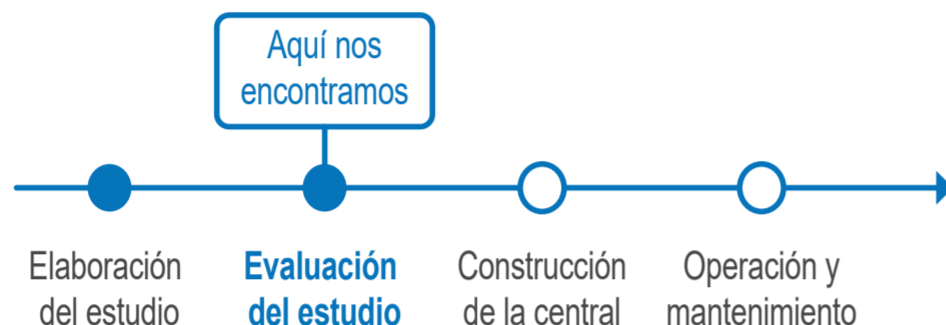 Aquí nos
encontramos
Elaboración
del estudio
Evaluación
del estudio
Construcción
de la central
Operación y
mantenimiento